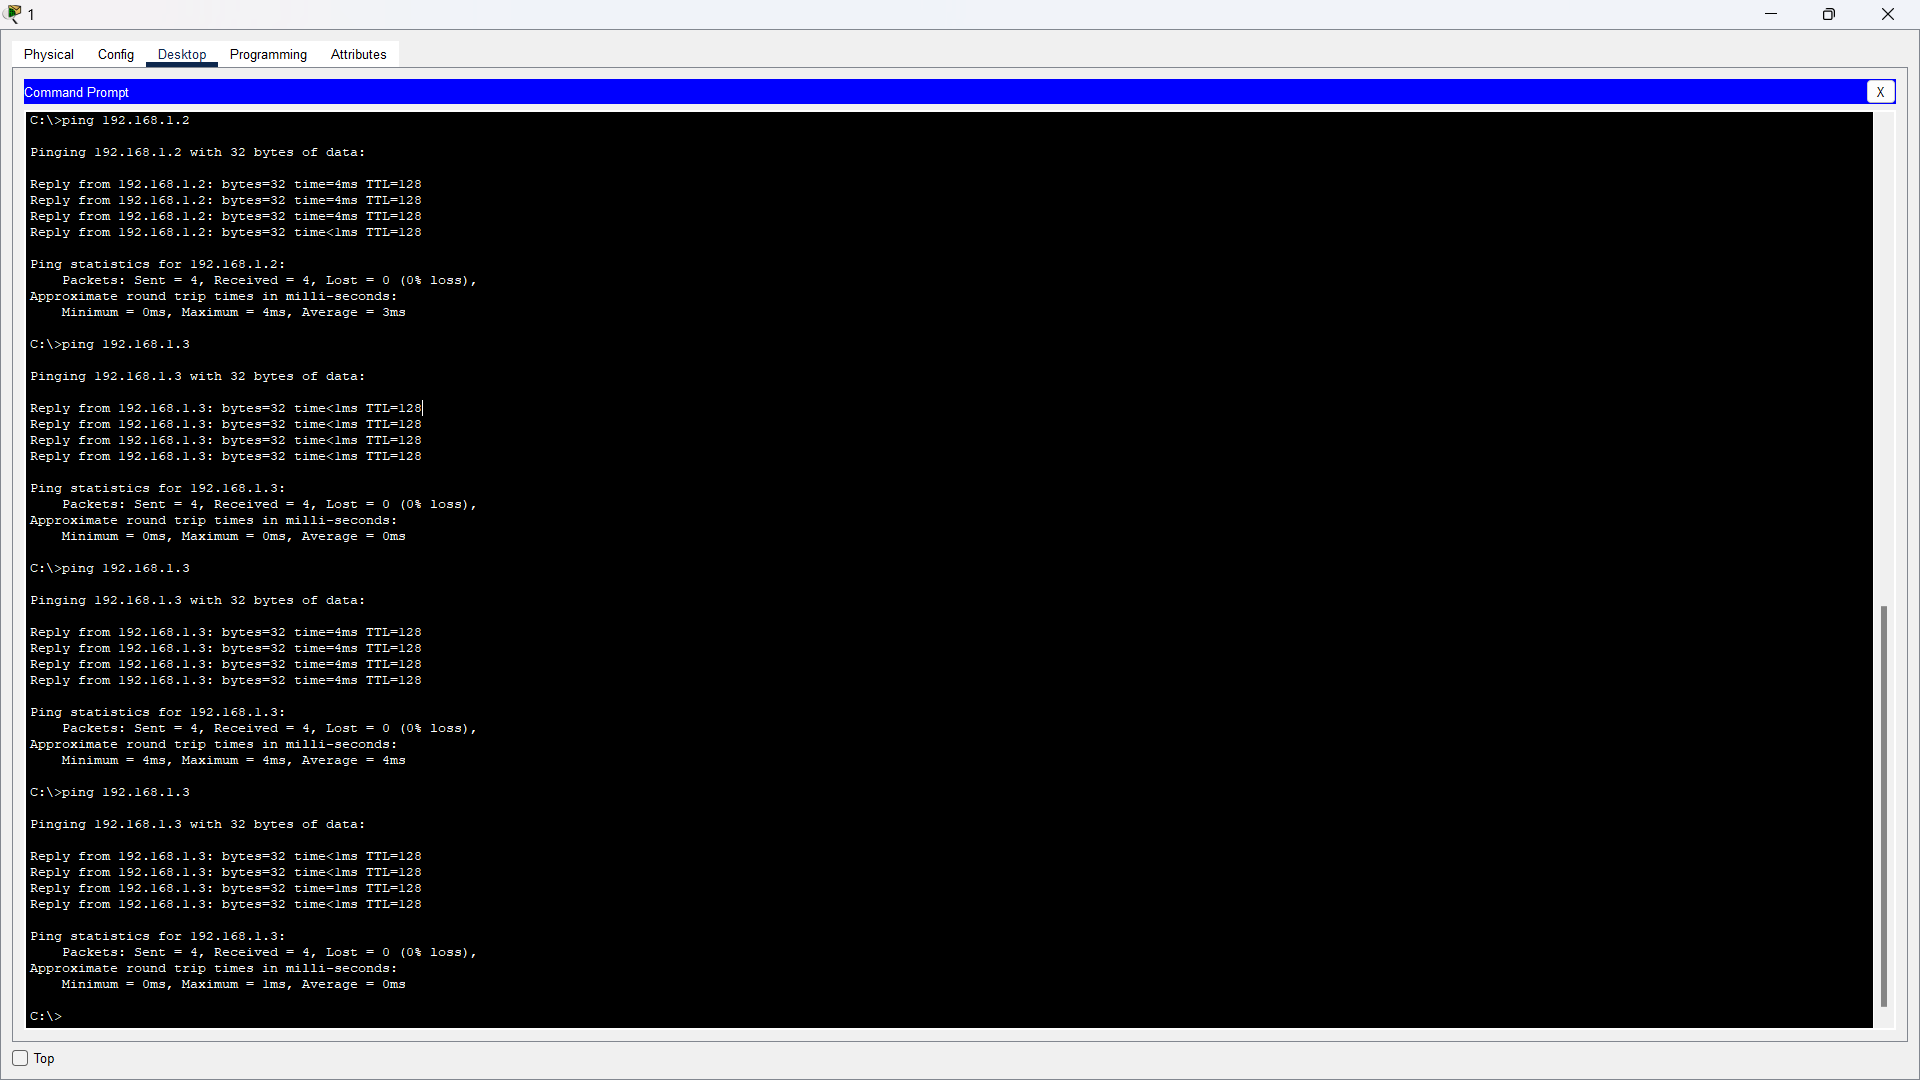 1
Physical Config Desktop Programming Attributes
Command Prompt X
C:\>ping 192.168.1.2
Pinging 192.168.1.2 with 32 bytes of data:
Reply from 192.168.1.2: bytes=32 time=4ms TTL=128
Reply from 192.168.1.2: bytes=32 time=4ms TTL=128
Reply from 192.168.1.2: bytes=32 time=4ms TTL=128
Reply from 192.168.1.2: bytes=32 time<1ms TTL=128
Ping statistics for 192.168.1.2:
Packets: Sent = 4, Received = 4, Lost = 0 (0% loss),
Approximate round trip times in milli-seconds:
Minimum = 0ms, Maximum = 4ms, Average = 3ms
C:\>ping 192.168.1.3
Pinging 192.168.1.3 with 32 bytes of data:
Reply from 192.168.1.3: bytes=32 time<1ms TTL=128
Reply from 192.168.1.3: bytes=32 time<1ms TTL=128
Reply from 192.168.1.3: bytes=32 time<1ms TTL=128
Reply from 192.168.1.3: bytes=32 time<1ms TTL=128
Ping statistics for 192.168.1.3:
Packets: Sent = 4, Received = 4, Lost = 0 (0% loss),
Approximate round trip times in milli-seconds:
Minimum = 0ms, Maximum = 0ms, Average = 0ms
C:\>ping 192.168.1.3
Pinging 192.168.1.3 with 32 bytes of data:
Reply from 192.168.1.3: bytes=32 time=4ms TTL=128
Reply from 192.168.1.3: bytes=32 time=4ms TTL=128
Reply from 192.168.1.3: bytes=32 time=4ms TTL=128
Reply from 192.168.1.3: bytes=32 time=4ms TTL=128
Ping statistics for 192.168.1.3:
Packets: Sent = 4, Received = 4, Lost = 0 (0% loss),
Approximate round trip times in milli-seconds:
Minimum = 4ms, Maximum = 4ms, Average = 4ms
C:\>ping 192.168.1.3
Pinging 192.168.1.3 with 32 bytes of data:
Reply from 192.168.1.3: bytes=32 time<1ms TTL=128
Reply from 192.168.1.3: bytes=32 time<1ms TTL=128
Reply from 192.168.1.3: bytes=32 time=1ms TTL=128
Reply from 192.168.1.3: bytes=32 time<1ms TTL=128
Ping statistics for 192.168.1.3:
Packets: Sent = 4, Received = 4, Lost = 0 (0% loss),
Approximate round trip times in milli-seconds:
Minimum = 0ms, Maximum = 1ms, Average = 0ms
C:\>
Top